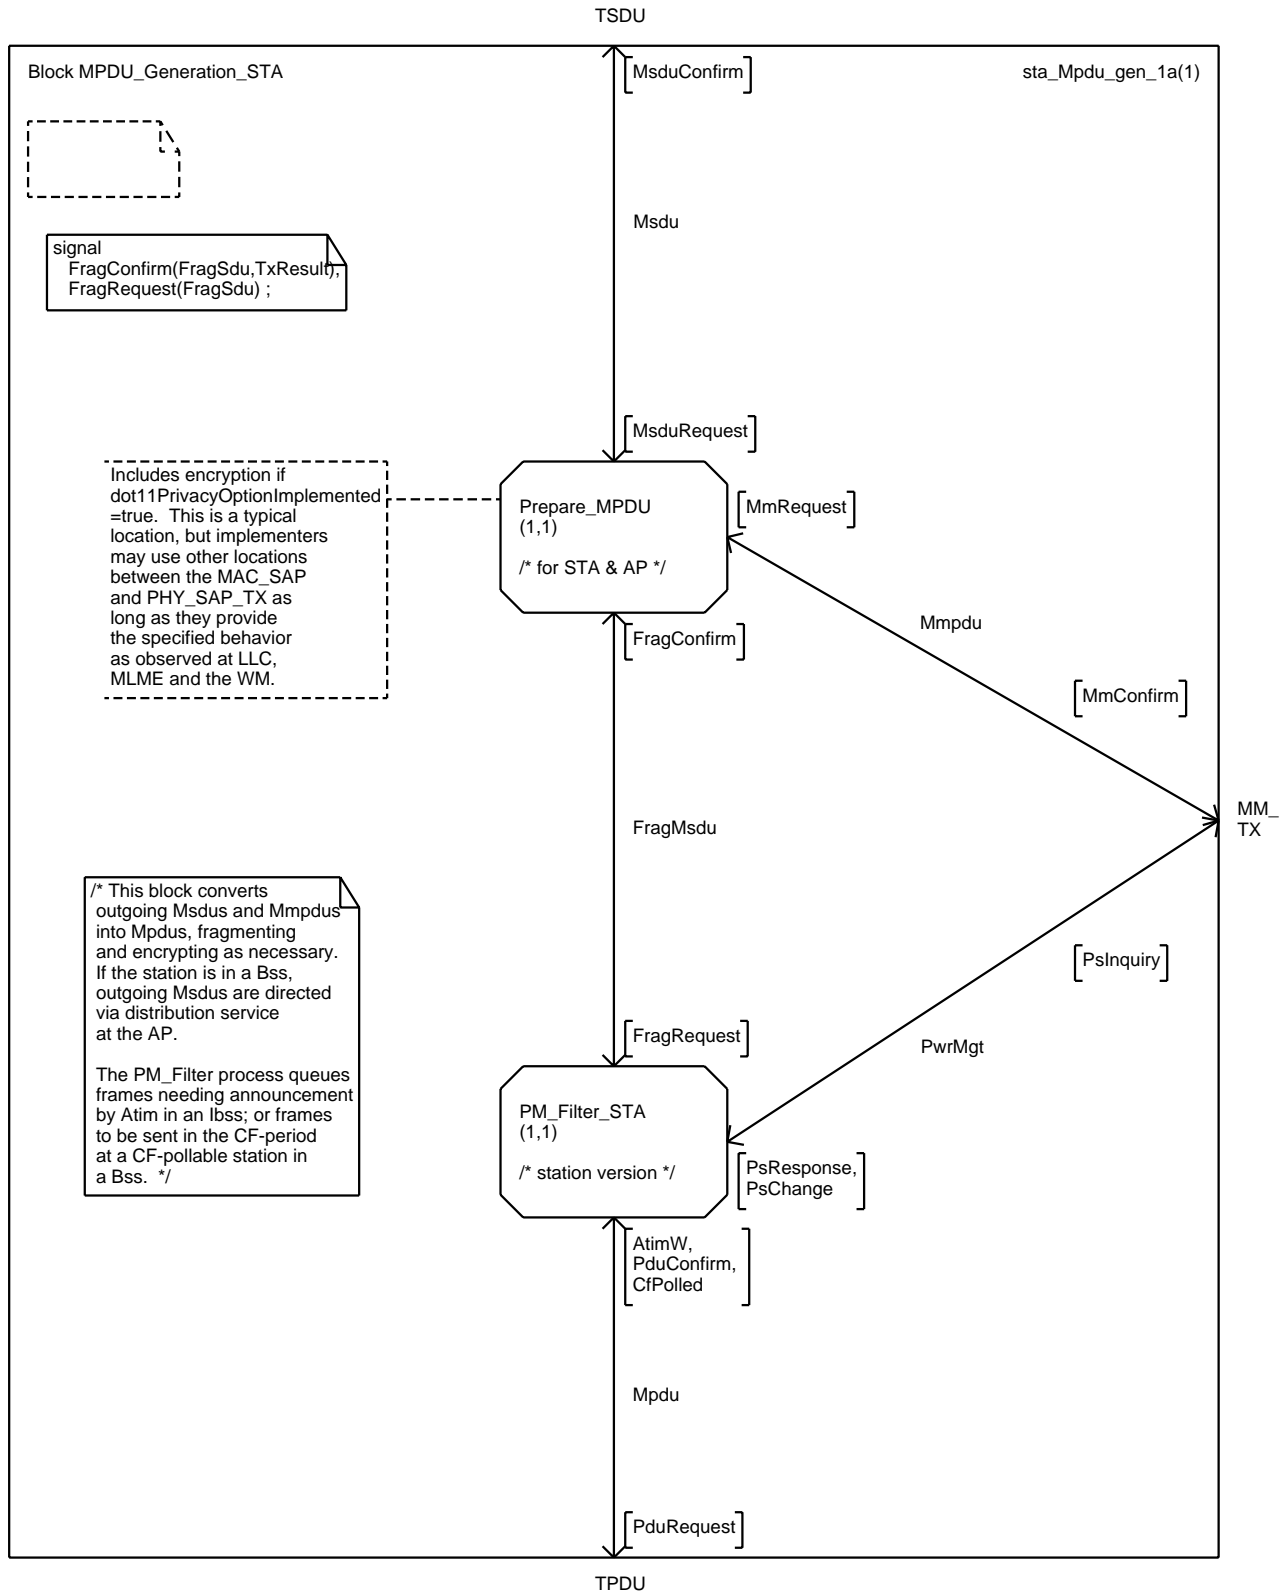 TSDU
Block MPDU_Generation_STA
sta_Mpdu_gen_1a(1)
[MsduConfirm]
Msdu
signal
FragConfirm(FragSdu,TxResult),
FragRequest(FragSdu) ;
[MsduRequest]
Includes encryption if
dot11PrivacyOptionImplemented
=true.  This is a typical
location, but implementers
may use other locations
between the MAC_SAP
and PHY_SAP_TX as
long as they provide
the specified behavior
as observed at LLC,
MLME and the WM.
Prepare_MPDU
(1,1)
/* for STA & AP */
[MmRequest]
[FragConfirm]
Mmpdu
[MmConfirm]
FragMsdu
MM_
TX
/* This block converts
outgoing Msdus and Mmpdus
into Mpdus, fragmenting
and encrypting as necessary.
If the station is in a Bss,
outgoing Msdus are directed
via distribution service
at the AP.
The PM_Filter process queues
frames needing announcement
by Atim in an Ibss; or frames
to be sent in the CF-period
at a CF-pollable station in
a Bss.  */
[PsInquiry]
[FragRequest]
PwrMgt
PM_Filter_STA
(1,1)
/* station version */
[PsResponse,
PsChange]
[AtimW,
PduConfirm,
CfPolled]
Mpdu
[PduRequest]
TPDU